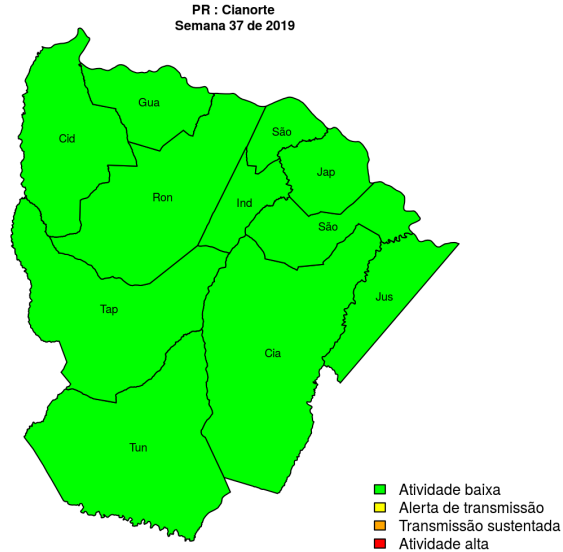 PR : Cianorte
Semana 37 de 2019
Gua
São
Cid
Jap
Ron
Ind
São
Jus
Tap
Cia
Tun
Atividade baixa
Alerta de transmissão
Transmissão sustentada
Atividade alta